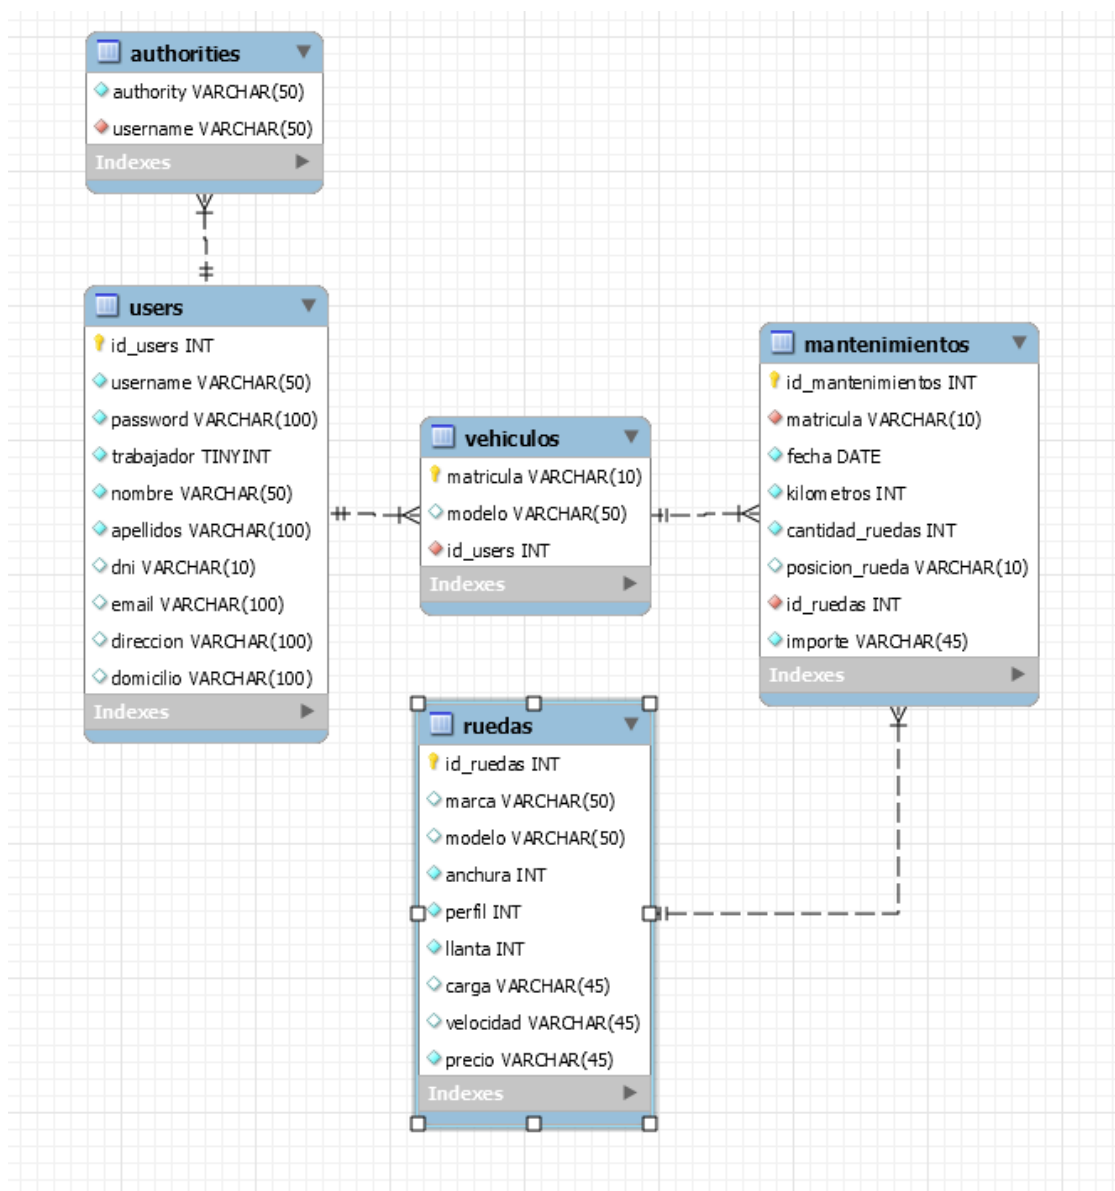 authorities
authority VARCHAR(50)
username VARCHAR(50)
Indexes
users
id_users INT
username VARCHAR(50)
password VARCHAR(100)
trabajador TINYINT
nombre VARCHAR(50)
apellidos VARCHAR(100)
dni VARCHAR(10)
email VARCHAR(100)
direccion VARCHAR(100)
domicilio VARCHAR(100)
Indexes
vehiculos
matricula VARCHAR(10)
modelo VARCHAR(50)
id_users INT
Indexes
mantenimientos
id_mantenimientos INT
matricula VARCHAR(10)
fecha DATE
kilometros INT
cantidad_ruedas INT
posicion_rueda VARCHAR(10)
id_ruedas INT
importe VARCHAR(45)
Indexes
ruedas
id_ruedas INT
marca VARCHAR(50)
modelo VARCHAR(50)
anchura INT
perfil INT
llanta INT
carga VARCHAR(45)
velocidad VARCHAR(45)
precio VARCHAR(45)
Indexes